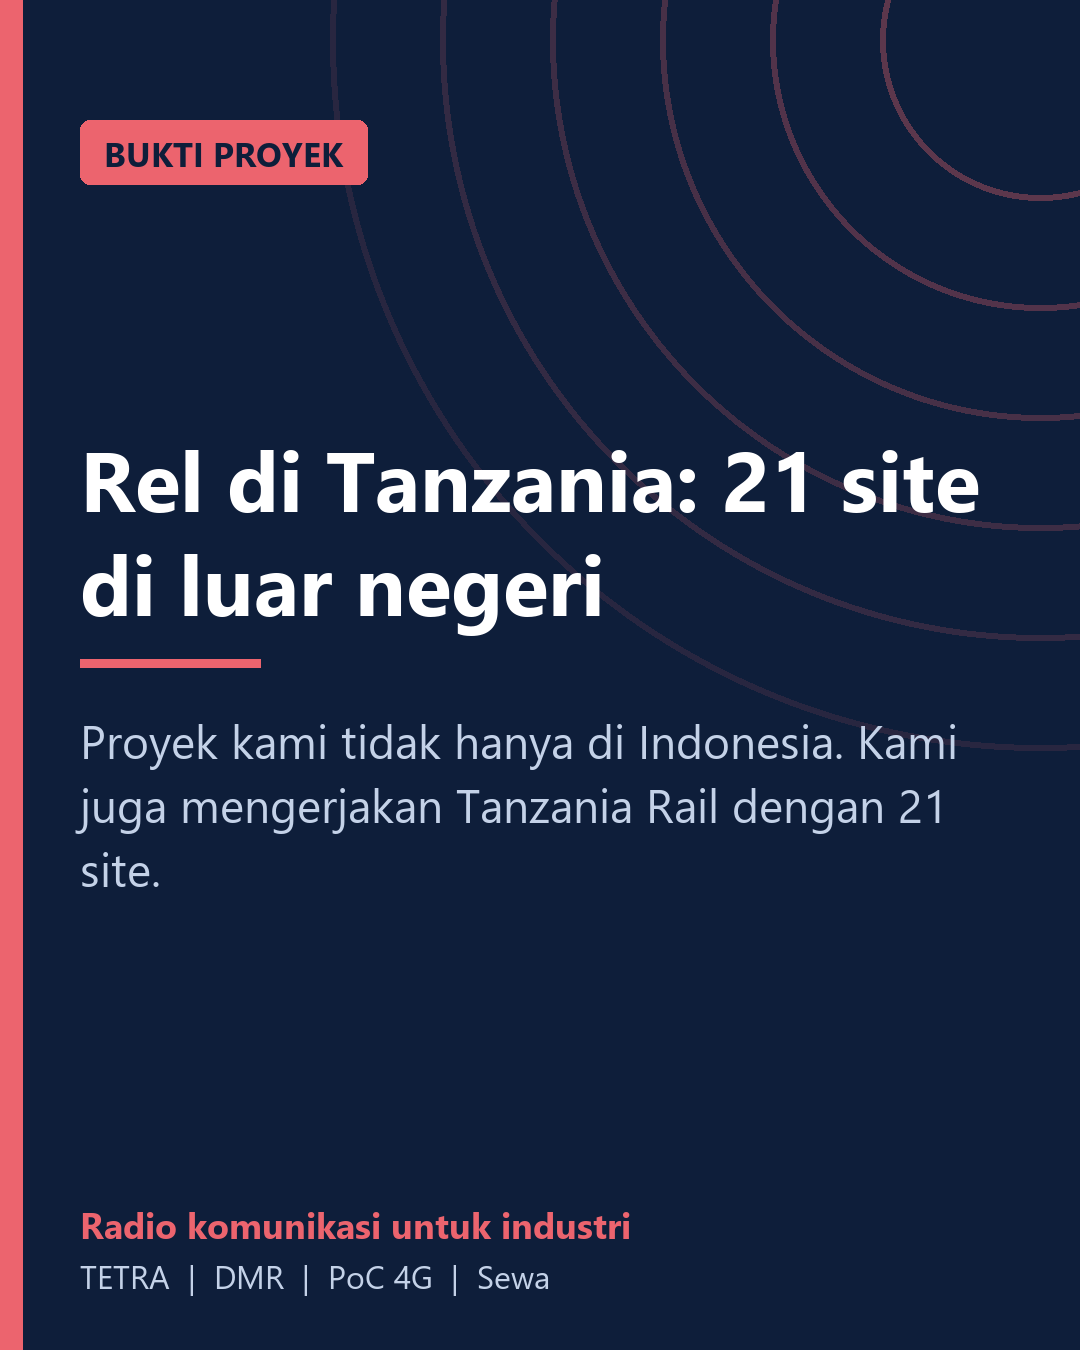 BUKTI PROYEK
Rel di Tanzania: 21 site
di luar negeri
Proyek kami tidak hanya di Indonesia. Kami
juga mengerjakan Tanzania Rail dengan 21
site.
Radio komunikasi untuk industri
TETRA | DMR | PoC 4G | Sewa